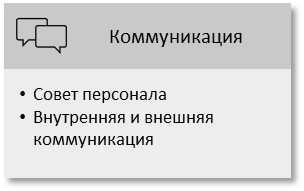 Коммуникация
• Совет персонала
• Внутренняя и внешняя
коммуникация